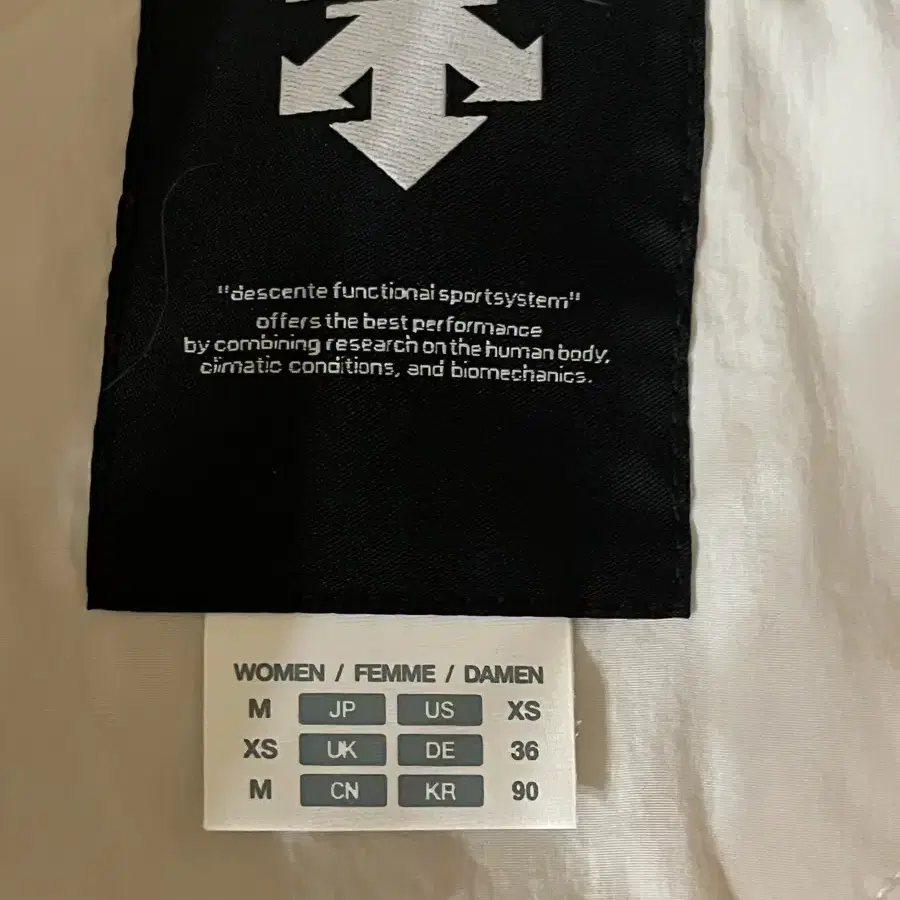 "descente functional sportsystem"
offers the best performance
by combining research on the human body,
climatic conditions, and biomechanics.
WOMEN / FEMME / DAMEN
M JP US XS
XS UK DE 36
M CN KR 90